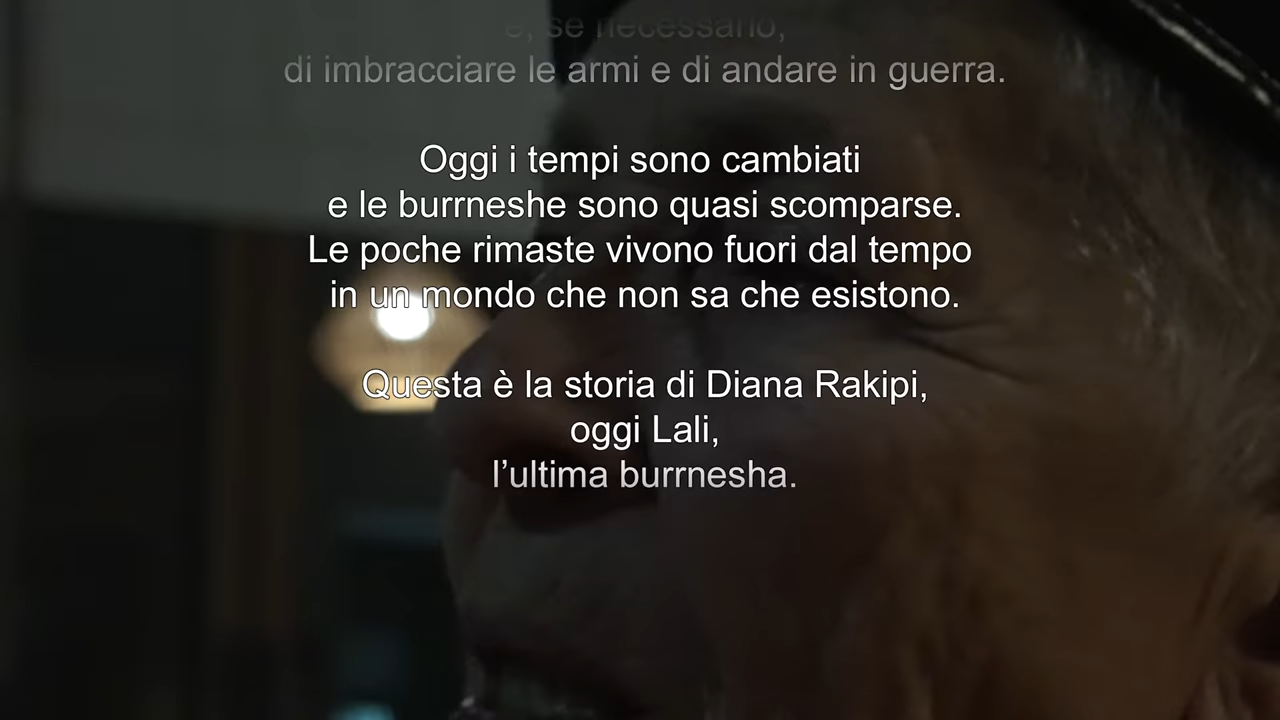 e, se necessario,
di imbracciare le armi e di andare in guerra.
Oggi i tempi sono cambiati
e le burrneshe sono quasi scomparse.
Le poche rimaste vivono fuori dal tempo
in un mondo che non sa che esistono.
Questa è la storia di Diana Rakipi,
oggi Lali,
l’ultima burrnesha.